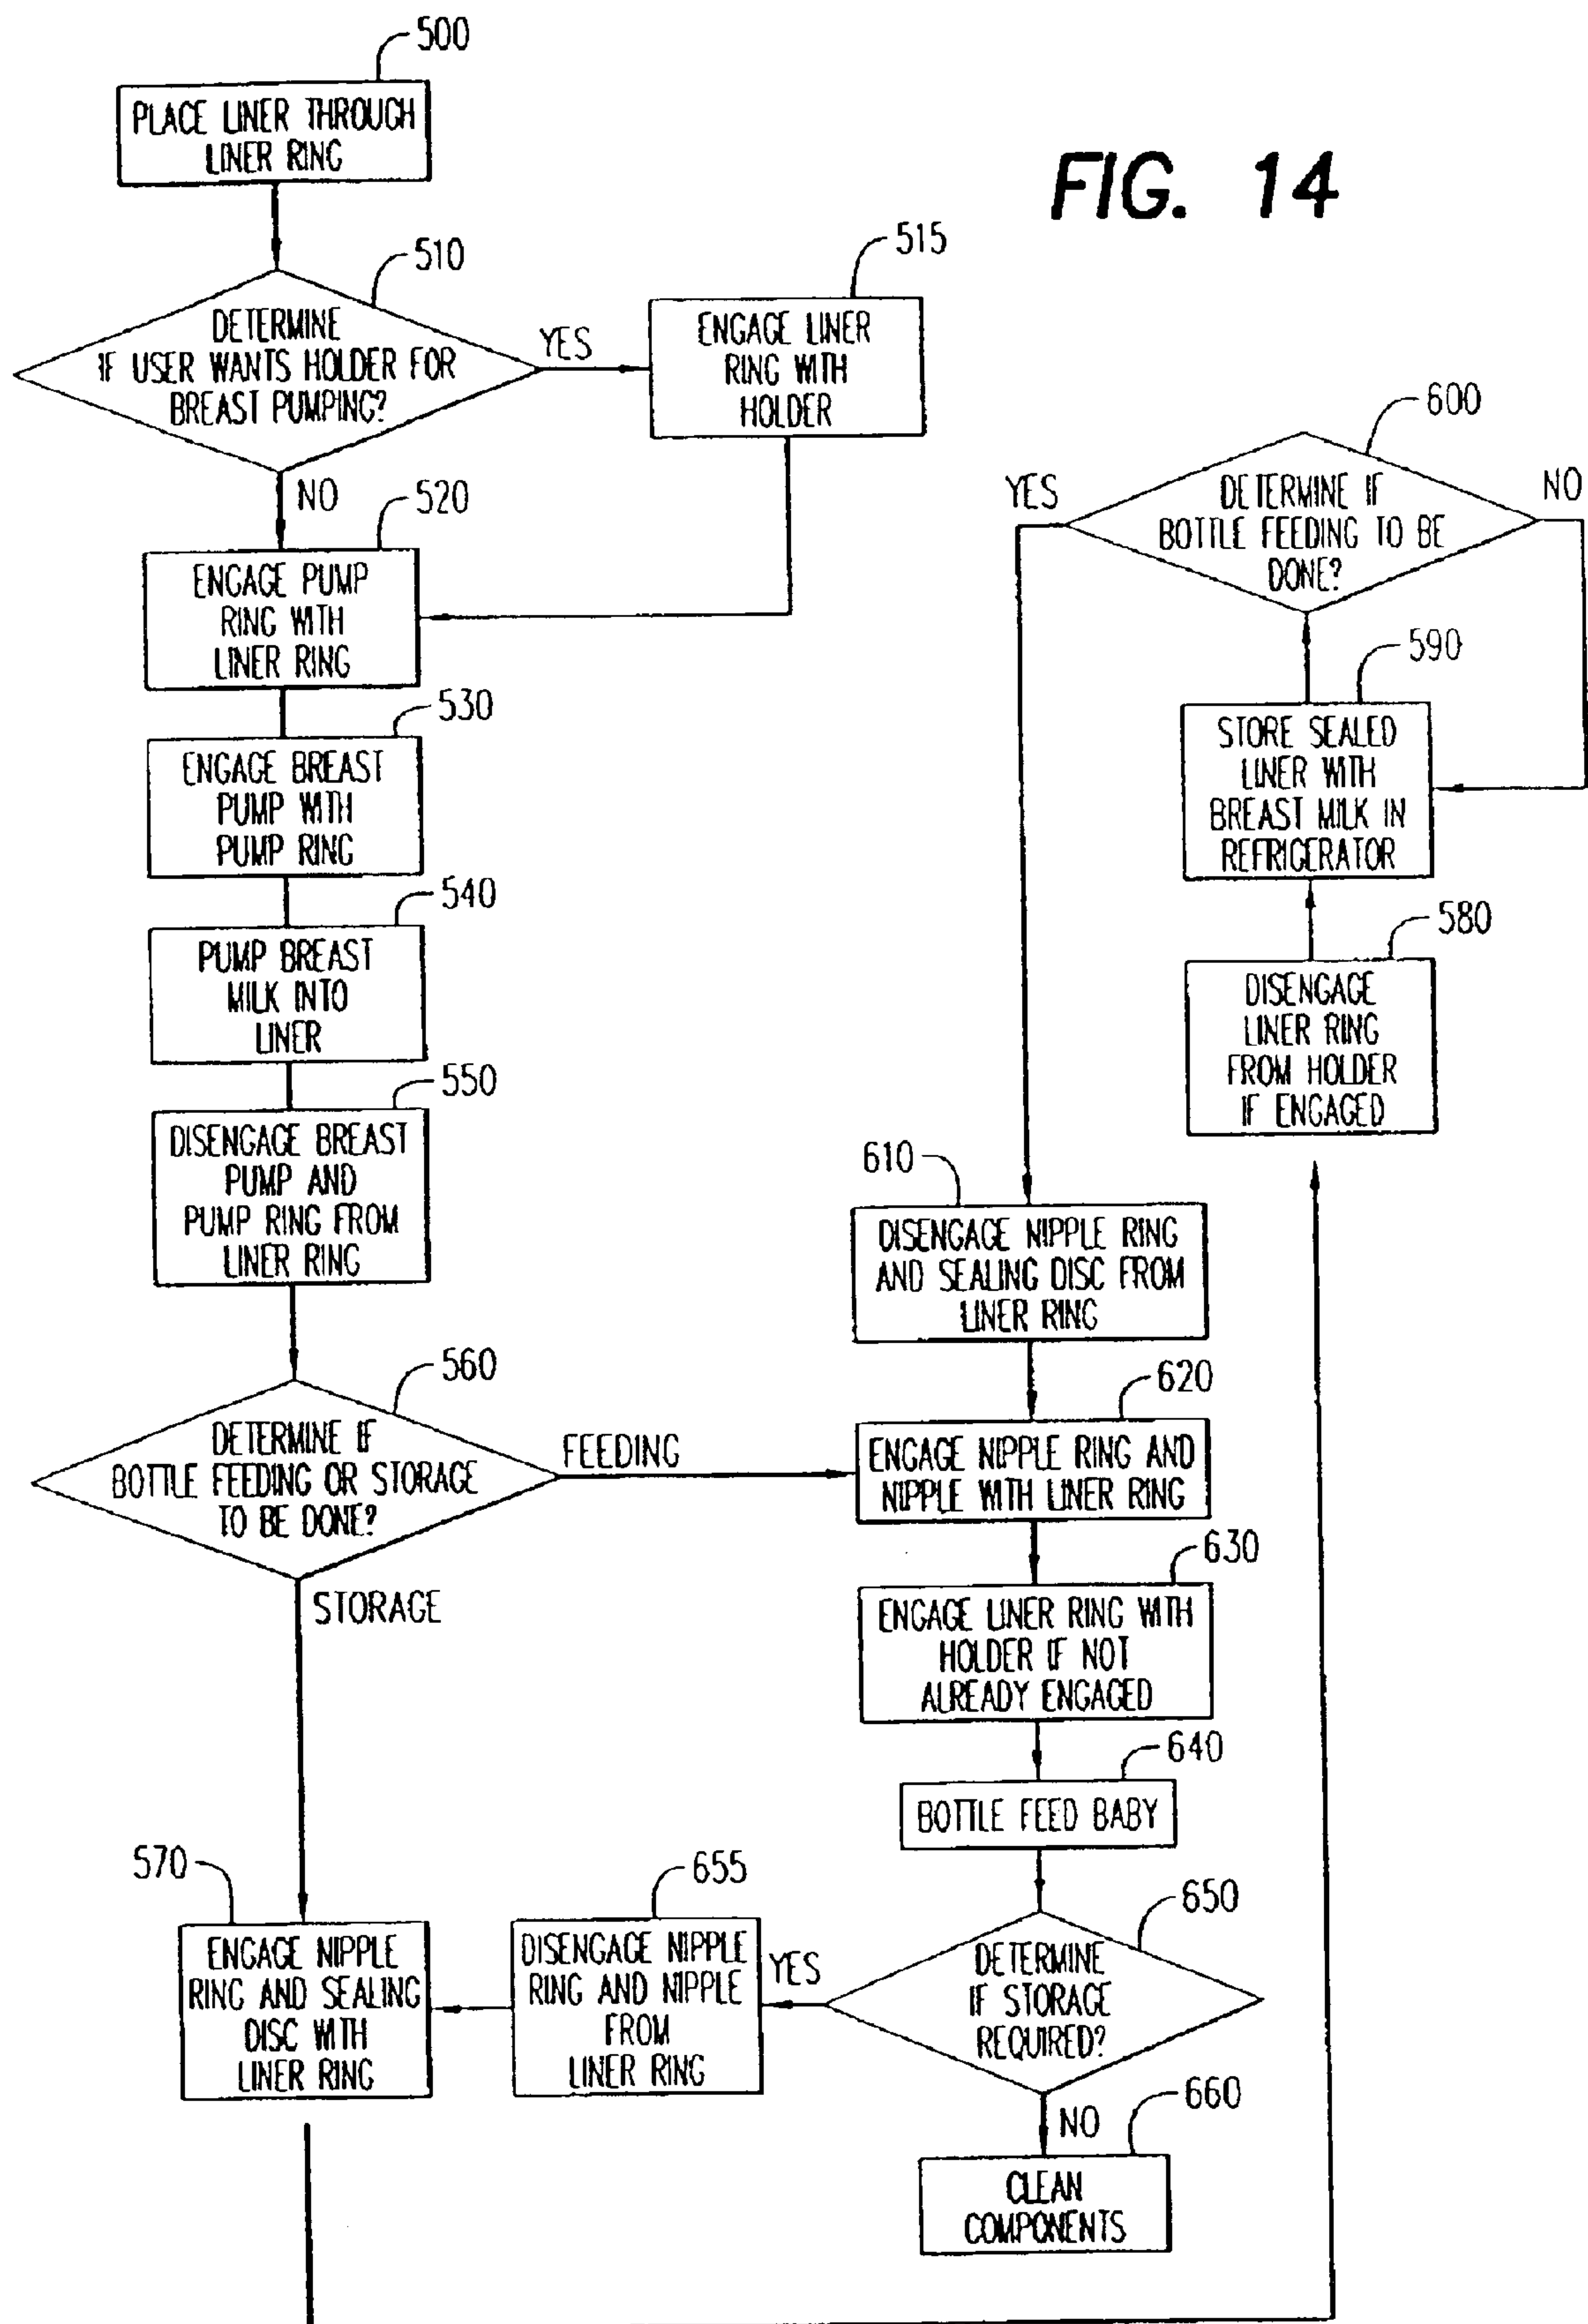 500
PLACE LINER THROUGH
LINER RING
FIG. 14
510
DETERMINE
IF USER WANTS HOLDER FOR
BREAST PUMPING?
YES
515
ENGAGE LINER
RING WITH
HOLDER
NO
520
ENGAGE PUMP
RING WITH
LINER RING
530
ENGAGE BREAST
PUMP WITH
PUMP RING
540
PUMP BREAST
MILK INTO
LINER
550
DISENGAGE BREAST
PUMP AND
PUMP RING FROM
LINER RING
560
DETERMINE IF
BOTTLE FEEDING OR STORAGE
TO BE DONE?
FEEDING
STORAGE
570
ENGAGE NIPPLE
RING AND SEALING
DISC WITH
LINER RING
600
YES
DETERMINE IF
BOTTLE FEEDING TO BE
DONE?
NO
590
STORE SEALED
LINER WITH
BREAST MILK IN
REFRIGERATOR
580
DISENGAGE
LINER RING
FROM HOLDER
IF ENGAGED
610
DISENGAGE NIPPLE RING
AND SEALING DISC FROM
LINER RING
620
ENGAGE NIPPLE RING AND
NIPPLE WITH LINER RING
630
ENGAGE LINER RING WITH
HOLDER IF NOT
ALREADY ENGAGED
640
BOTTLE FEED BABY
650
DETERMINE
IF STORAGE
REQUIRED?
YES
655
DISENGAGE NIPPLE
RING AND NIPPLE
FROM
LINER RING
NO
660
CLEAN
COMPONENTS